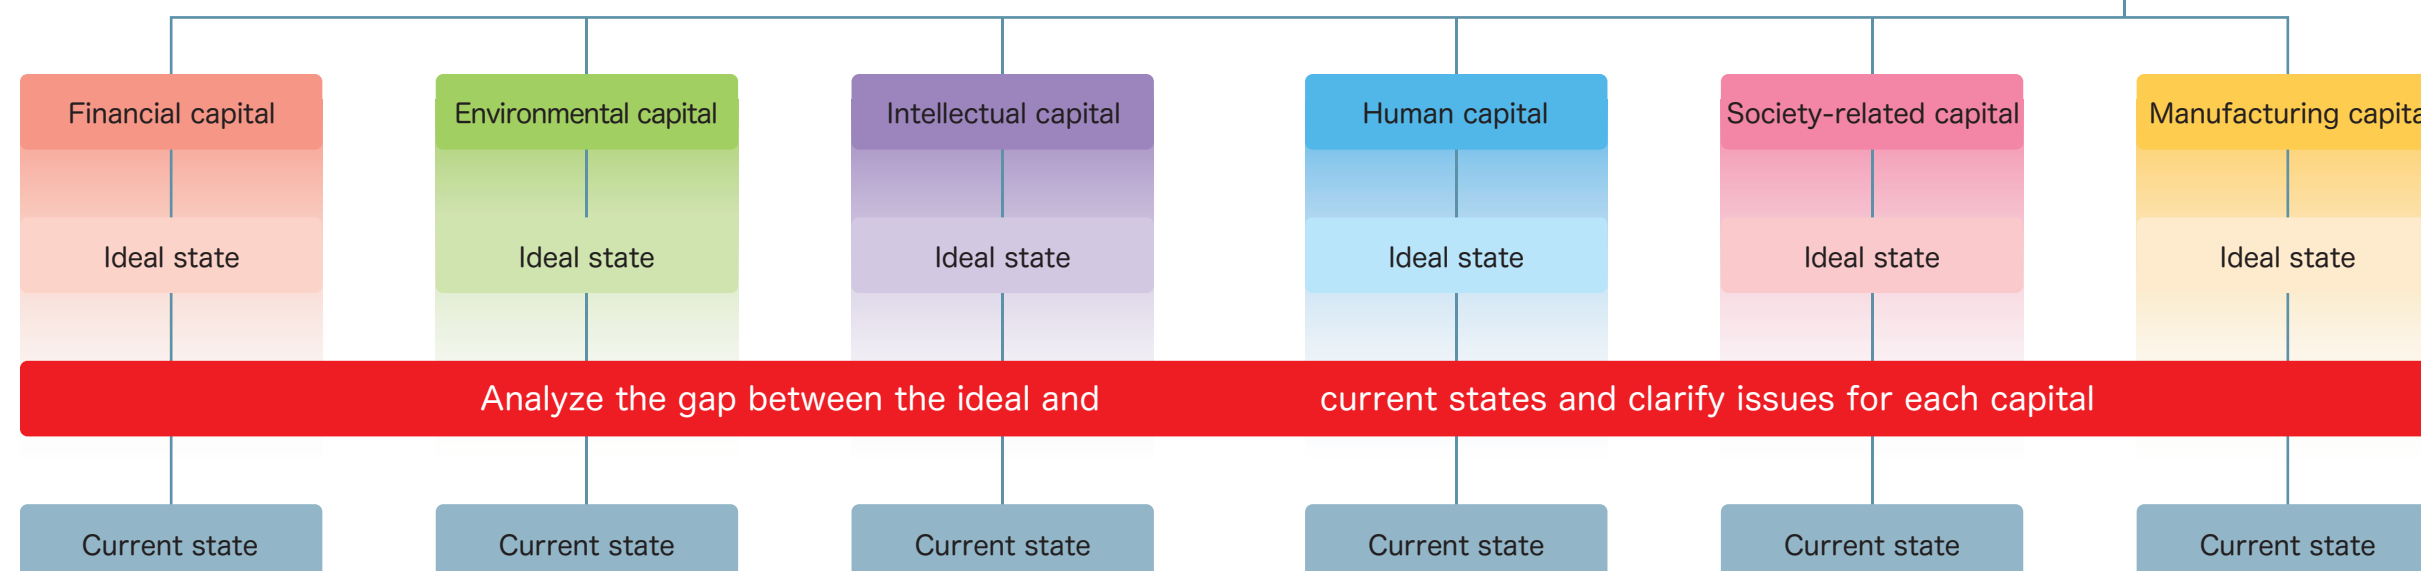 Financial capital
Environmental capital
Intellectual capital
Human capital
Society-related capital
Manufacturing capita
Ideal state
Ideal state
Ideal state
Ideal state
Ideal state
Ideal state
Analyze the gap between the ideal and current states and clarify issues for each capital
Current state
Current state
Current state
Current state
Current state
Current state